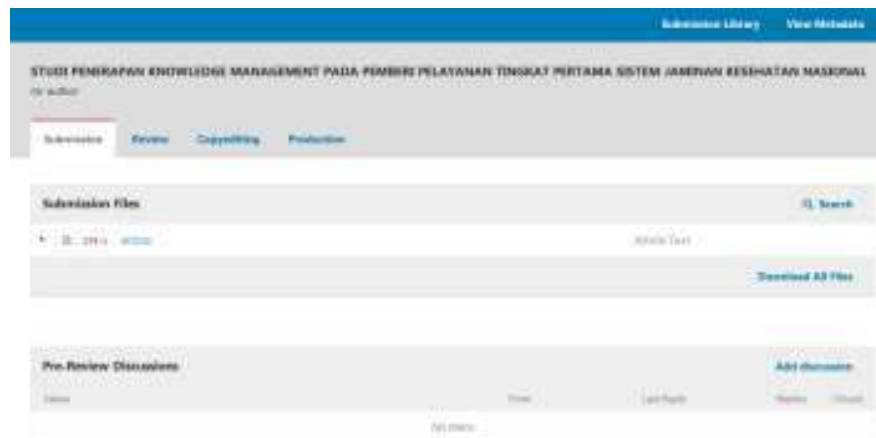 Submission Library View Metadata
STUDI PENERAPAN KNOWLEDGE MANAGEMENT PADA PEMBERI PELAYANAN TINGKAT PERTAMA SISTEM JAMINAN KESEHATAN NASIONAL
author
Submission Review Copyediting Production
Submission Files Search
Article Text
Download All Files
Pre-Review Discussions Add discussion
Name From Last Reply Replies Closed
No Items